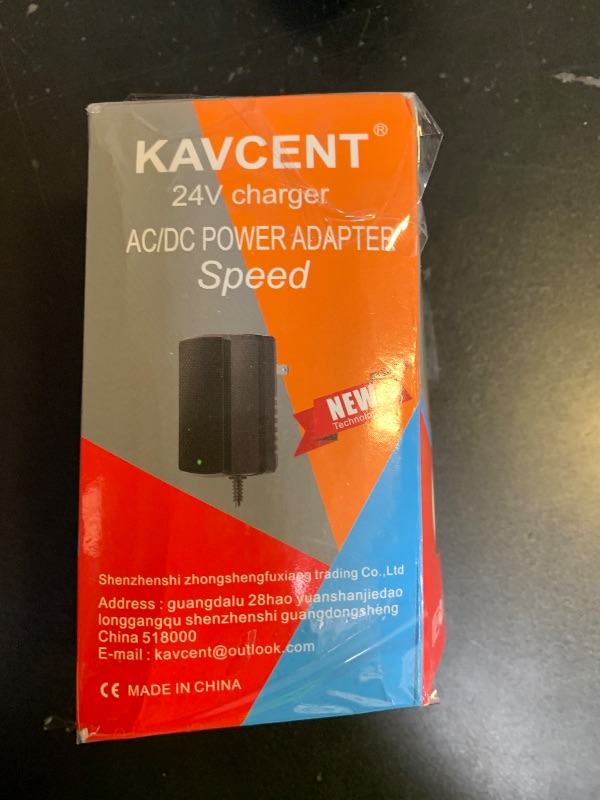 KAVCENT®
24V charger
AC/DC POWER ADAPTER
Speed
NEW
Technology
Shenzhenshi zhongshengfuxiang trading Co.,Ltd
Address : guangdalu 28hao yuanshanjiedao
longgangqu shenzhenshi guangdongsheng
China 518000
E-mail : kavcent@outlook.com
CE MADE IN CHINA